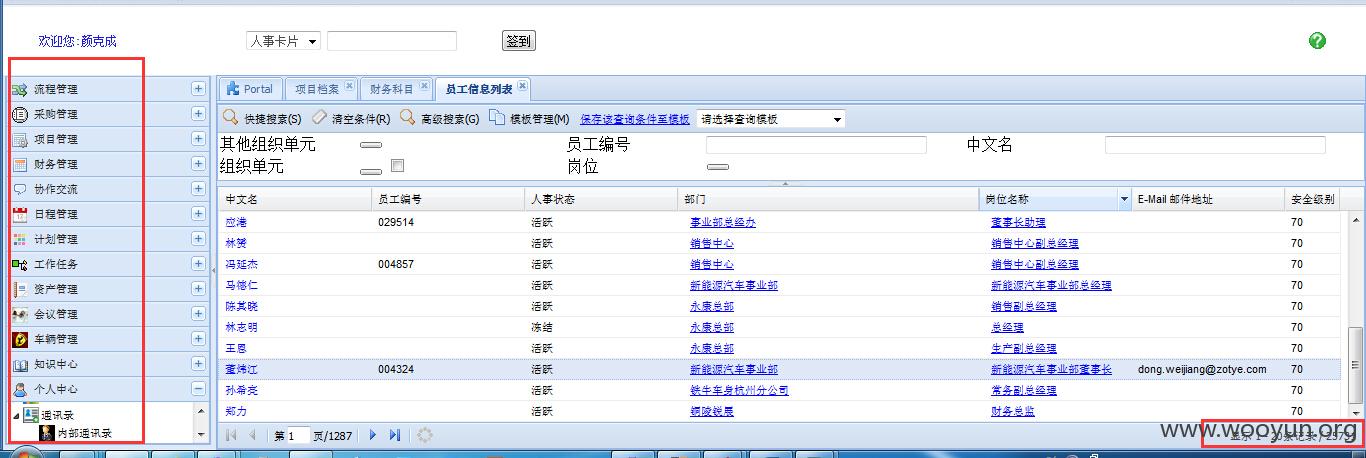 欢迎您:颜克成 人事卡片 签到
流程管理
采购管理
项目管理
财务管理
协作交流
日程管理
计划管理
工作任务
资产管理
会议管理
车辆管理
知识中心
个人中心
通讯录
内部通讯录
Portal 项目档案 财务科目 员工信息列表
快捷搜索(S) 清空条件(R) 高级搜索(G) 模板管理(M) 保存该查询条件至模板 请选择查询模板
其他组织单元 员工编号 中文名
组织单元 岗位
中文名 员工编号 人事状态 部门 岗位名称 E-Mail 邮件地址 安全级别
应港 029514 活跃 事业部总经办 董事长助理 70
林赟 活跃 销售中心 销售中心副总经理 70
冯延杰 004857 活跃 销售中心 销售中心副总经理 70
马德仁 活跃 新能源汽车事业部 新能源汽车事业部总经理 70
陈其晓 活跃 永康总部 销售副总经理 70
林志明 冻结 永康总部 总经理 70
王恩 活跃 永康总部 生产副总经理 70
董炜江 004324 活跃 新能源汽车事业部 新能源汽车事业部董事长 dong.weijiang@zotye.com 70
孙希亮 活跃 铁牛车身杭州分公司 常务副总经理 70
郑力 活跃 铜陵锐展 财务总监 70
第 1 页/1287 显示 1 - 20条记录 /
www.wooyun.org